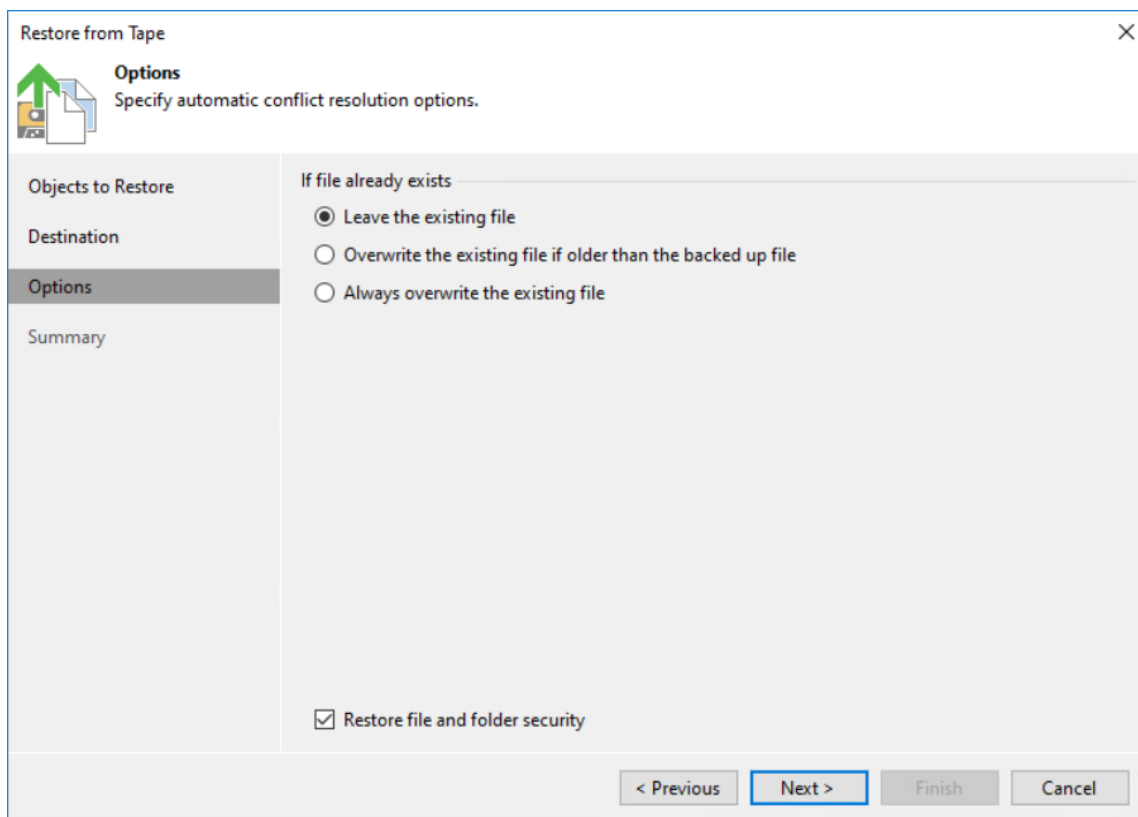 Restore from Tape
Options
Specify automatic conflict resolution options.
Objects to Restore
Destination
Options
Summary
If file already exists
Leave the existing file
Overwrite the existing file if older than the backed up file
Always overwrite the existing file
Restore file and folder security
< Previous
Next >
Finish
Cancel